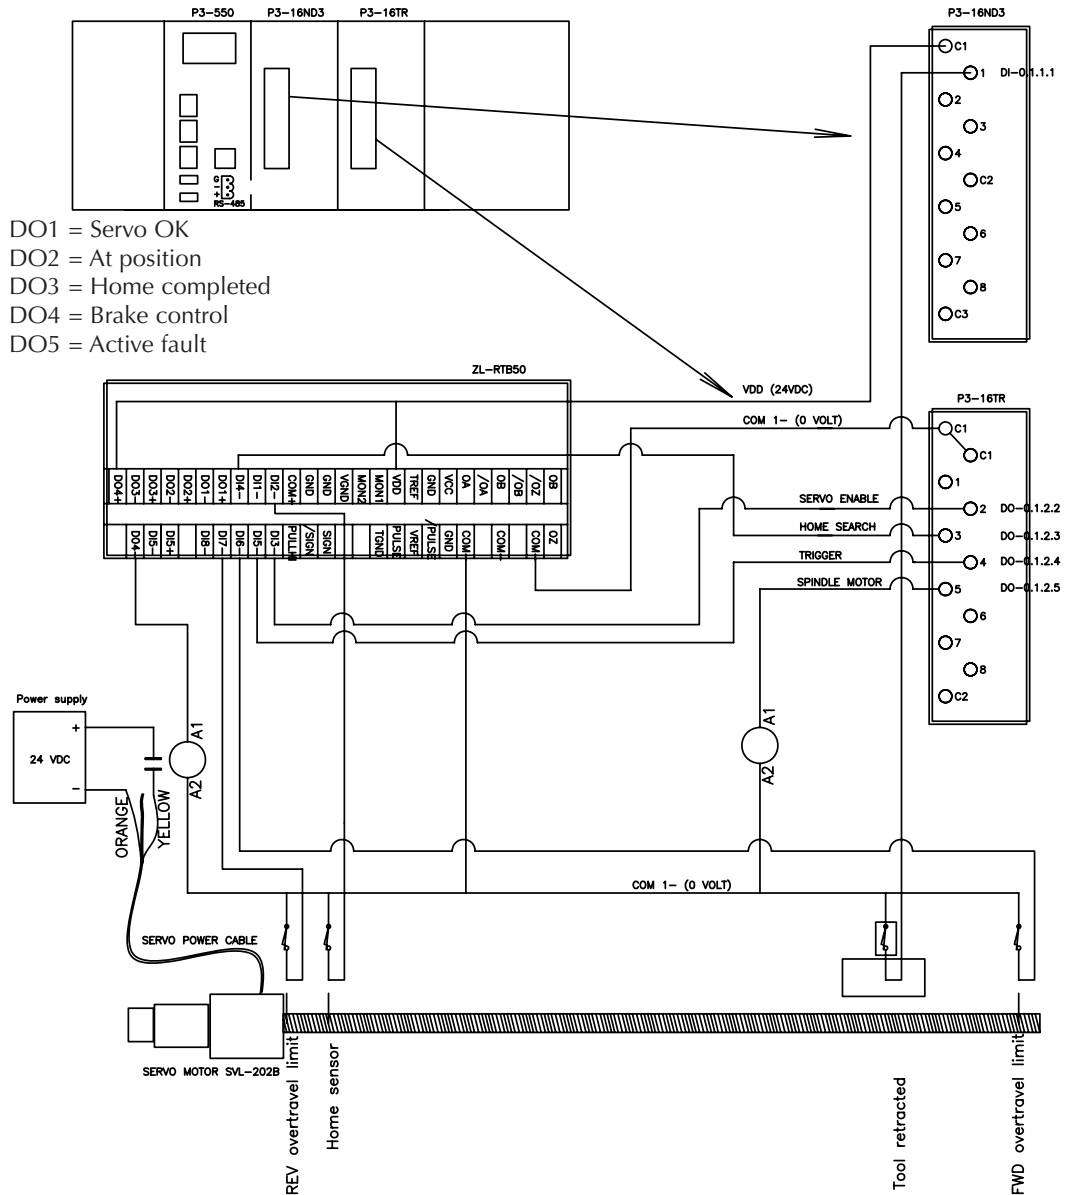 P3-550 P3-16ND3 P3-16TR
G
-
+
RS-485
DO1 = Servo OK
DO2 = At position
DO3 = Home completed
DO4 = Brake control
DO5 = Active fault
P3-16ND3
C1
1 DI-0.1.1.1
2
3
4
C2
5
6
7
8
C3
ZL-RTB50
VDD (24VDC)
COM 1- (0 VOLT)
SERVO ENABLE
HOME SEARCH
TRIGGER
SPINDLE MOTOR
P3-16TR
C1
C1
1
2 DO-0.1.2.2
3 DO-0.1.2.3
4 DO-0.1.2.4
5 DO-0.1.2.5
6
7
8
C2
DO4+ DO3- DO3+ DO2- DO2+ DO1- DO1+ DI4- DI1- DI2- COM+ GND GND VGND MON2 MON1 VDD TREF GND VCC OA /OA OB /OB /OZ OB
DO4 DI5- DI5+ DI8- DI7- DI6- DI5- DI3- PULLHI /SIGN SIGN TGND PULSE VREF /PULSE GND COM COM COM OZ
Power supply
+
24 VDC
-
ORANGE
YELLOW
A1
A2
A1
A2
COM 1- (0 VOLT)
SERVO POWER CABLE
SERVO MOTOR SVL-202B
REV overtravel limit
Home sensor
Tool retracted
FWD overtravel limit